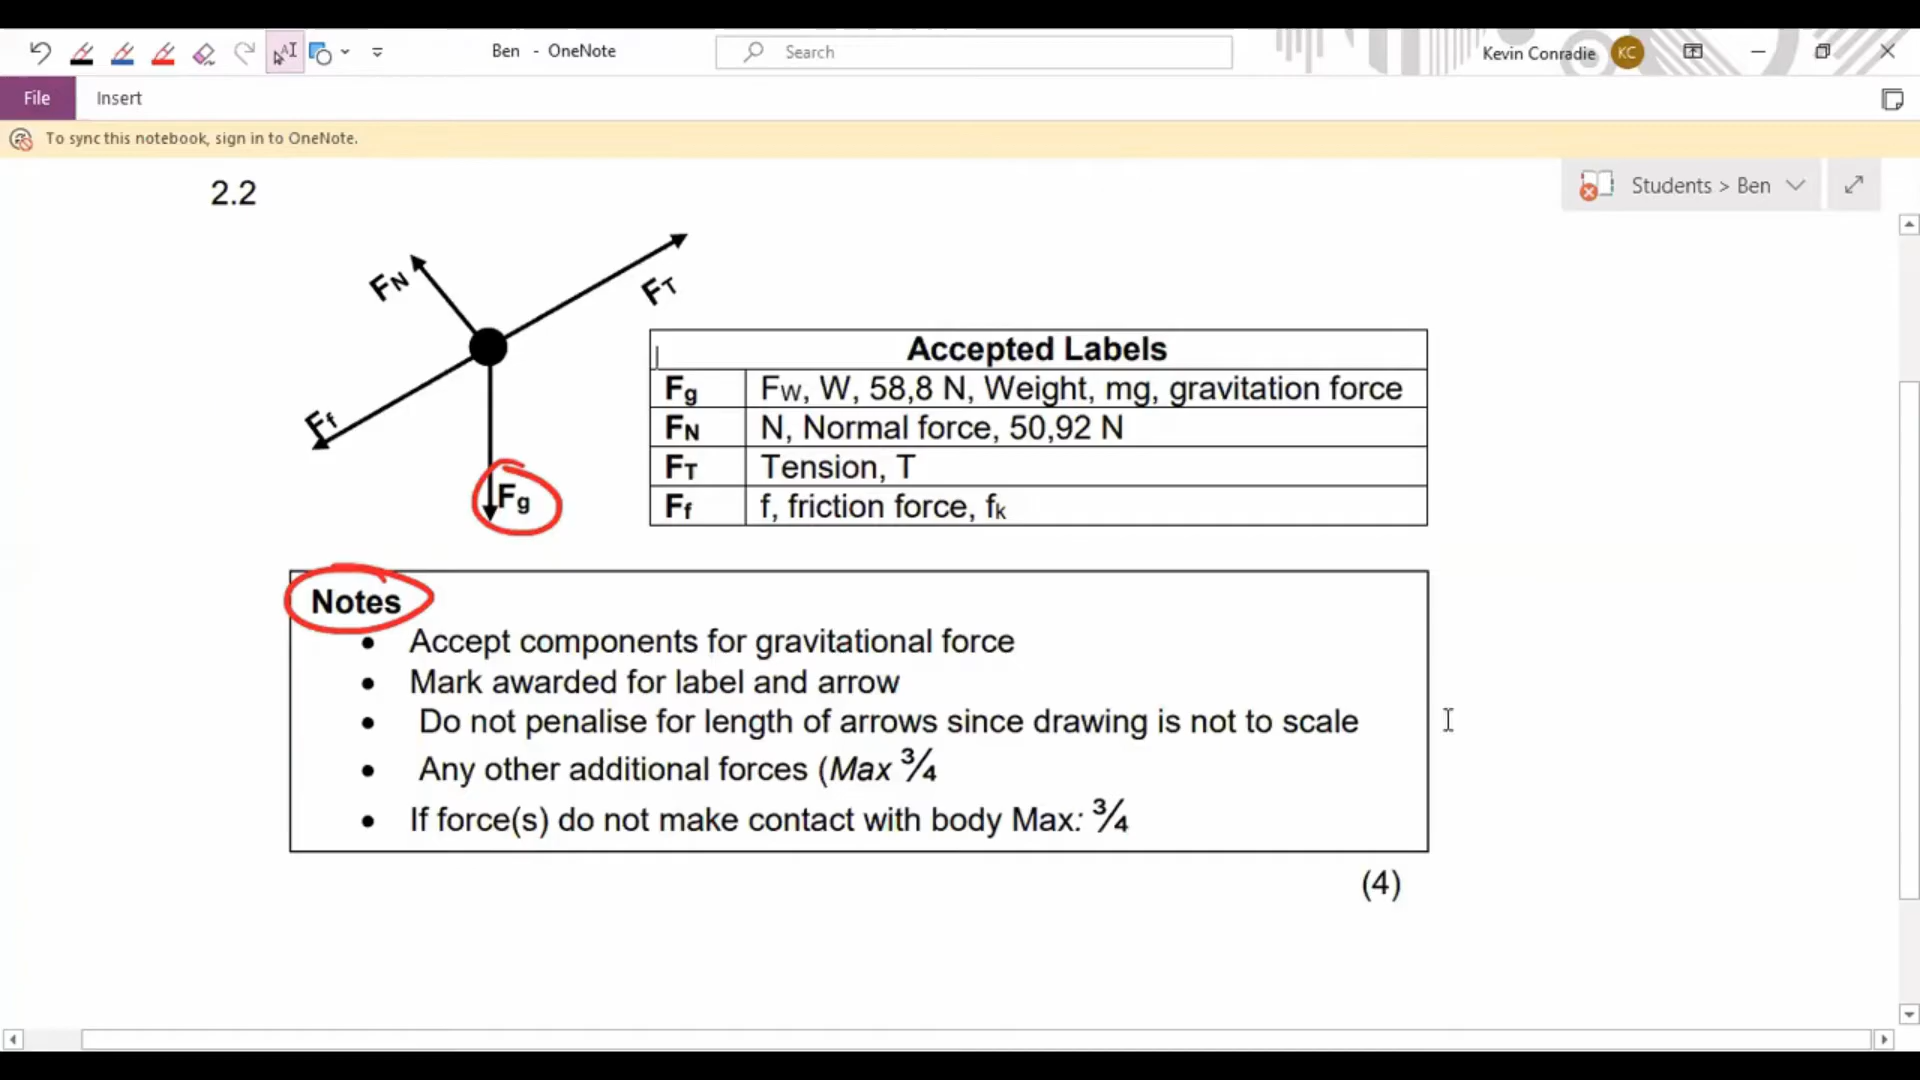 Ben - OneNote
Search
Kevin Conradie
KC
File
Insert
To sync this notebook, sign in to OneNote.
Students > Ben
2.2
FN
FT
Ff
Fg
Accepted Labels
Fg FW, W, 58,8 N, Weight, mg, gravitation force
FN N, Normal force, 50,92 N
FT Tension, T
Ff f, friction force, fk
Notes
• Accept components for gravitational force
• Mark awarded for label and arrow
• Do not penalise for length of arrows since drawing is not to scale
• Any other additional forces (Max ¾
• If force(s) do not make contact with body Max: ¾
(4)